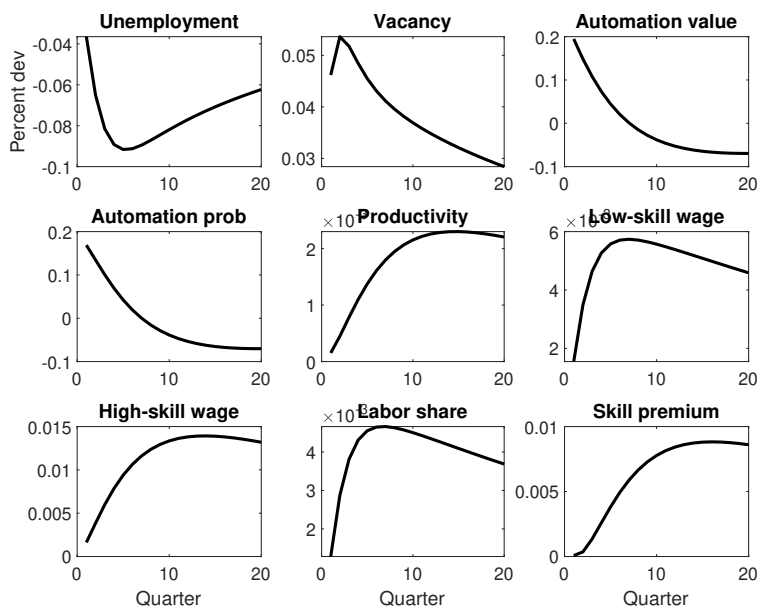 Unemployment
Vacancy
Automation value
Percent dev
-0.04
-0.06
-0.08
-0.1
0.05
0.04
0.03
0.2
0.1
0
-0.1
0 10 20
0 10 20
0 10 20
Automation prob
Productivity
Low-skill wage
0.2
0.1
0
-0.1
2
1
0
6
4
2
0 10 20
0 10 20
0 10 20
High-skill wage
Labor share
Skill premium
0.015
0.01
0.005
0
4
3
2
0.01
0.005
0
0 10 20
0 10 20
0 10 20
Quarter
Quarter
Quarter